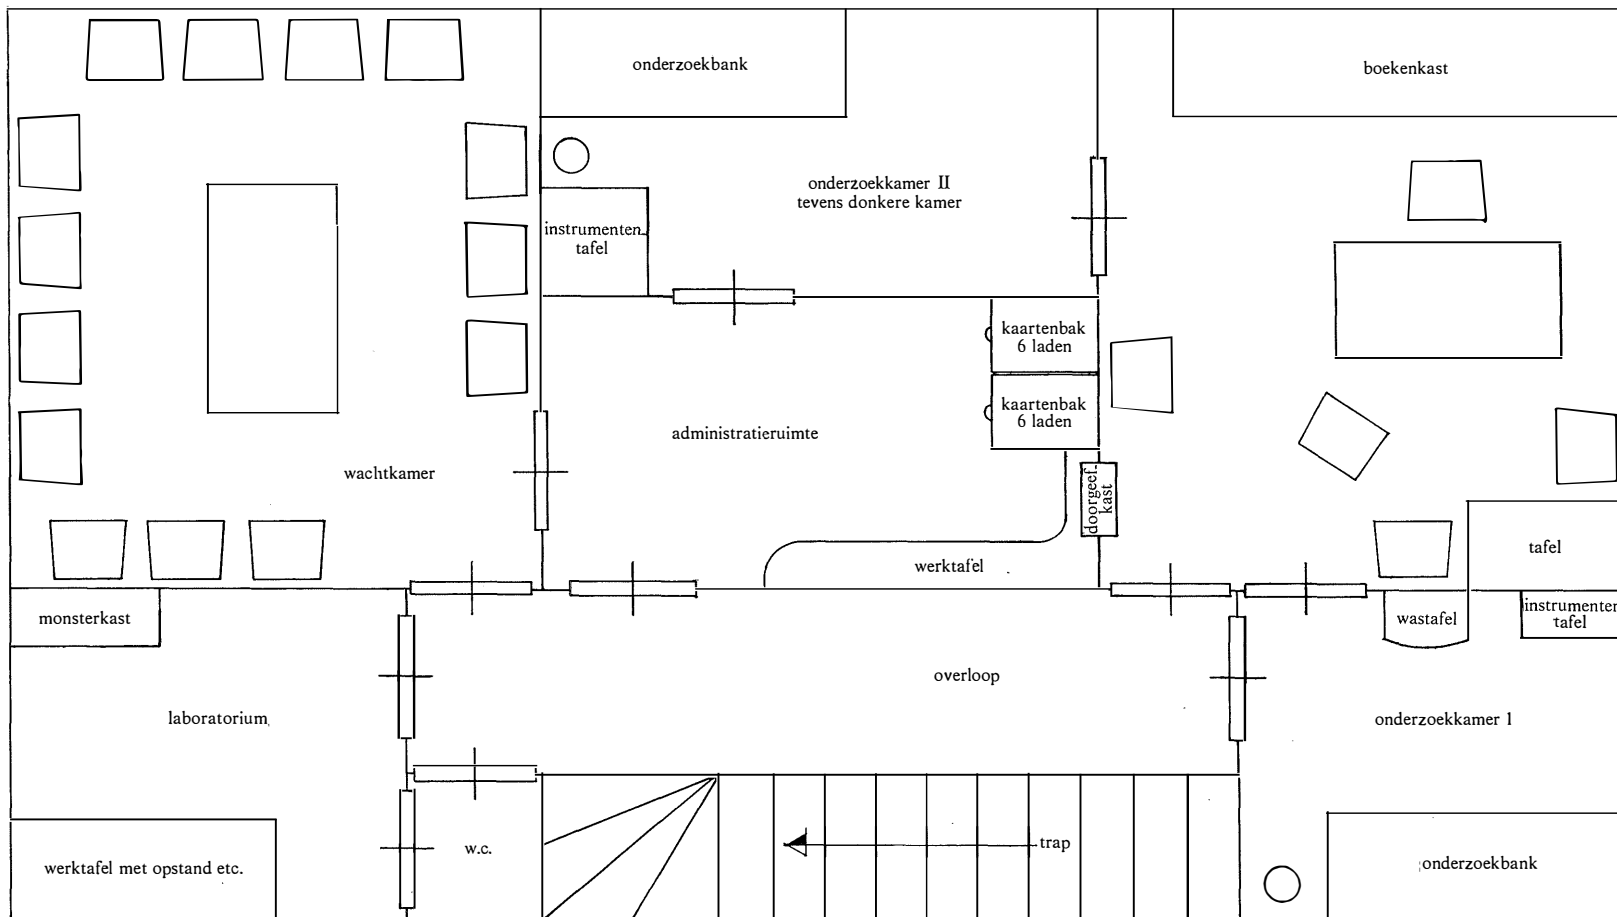 onderzoekbank
boekenkast
onderzoekkamer II
tevens donkere kamer
instrumenten
tafel
kaartenbak
6 laden
kaartenbak
6 laden
administratieruimte
wachtkamer
doorgeef-
kast
werktafel
tafel
monsterkast
wastafel
instrumenten
tafel
overloop
laboratorium
onderzoekkamer 1
trap
w.c.
werktafel met opstand etc.
onderzoekbank